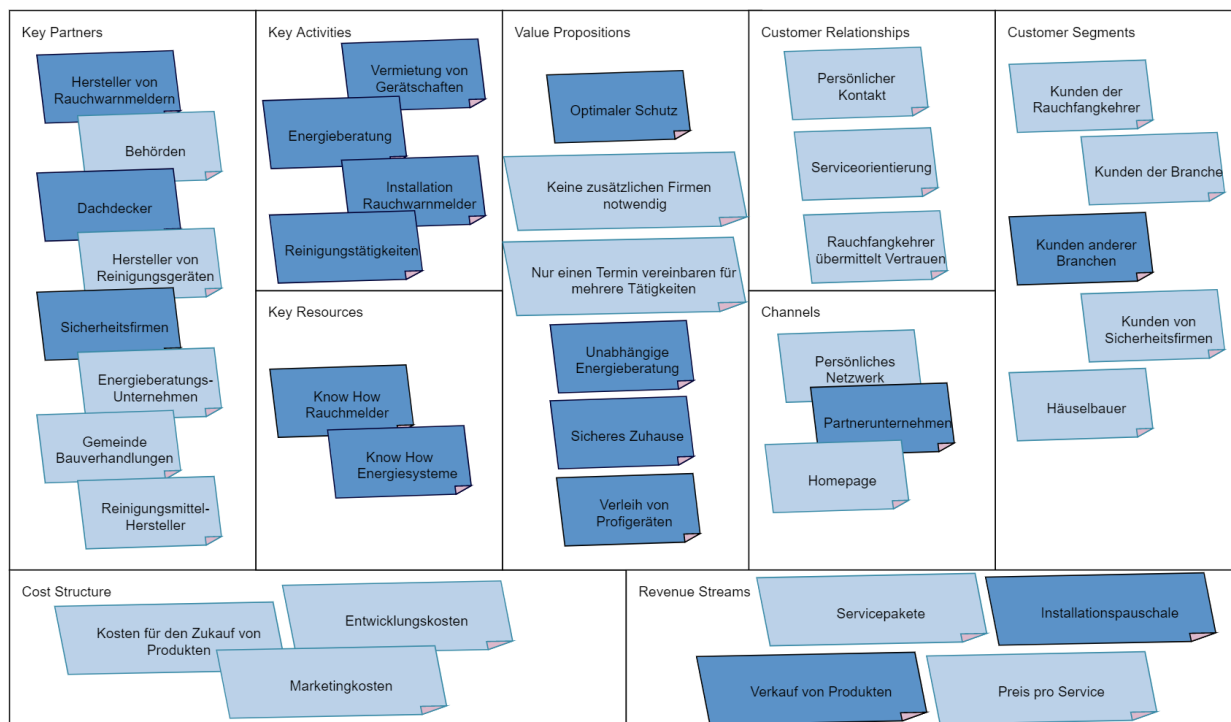 Key Partners
Hersteller von
Rauchwarnmeldern
Behörden
Dachdecker
Hersteller von
Reinigungsgeräten
Sicherheitsfirmen
Energieberatungs-
Unternehmen
Gemeinde
Bauverhandlungen
Reinigungsmittel-
Hersteller
Key Activities
Vermietung von
Gerätschaften
Energieberatung
Installation
Rauchwarnmelder
Reinigungstätigkeiten
Key Resources
Know How
Rauchmelder
Know How
Energiesysteme
Value Propositions
Optimaler Schutz
Keine zusätzlichen Firmen
notwendig
Nur einen Termin vereinbaren für
mehrere Tätigkeiten
Unabhängige
Energieberatung
Sicheres Zuhause
Verleih von
Profigeräten
Customer Relationships
Persönlicher
Kontakt
Serviceorientierung
Rauchfangkehrer
übermittelt Vertrauen
Channels
Persönliches
Netzwerk
Partnerunternehmen
Homepage
Customer Segments
Kunden der
Rauchfangkehrer
Kunden der Branche
Kunden anderer
Branchen
Kunden von
Sicherheitsfirmen
Häuselbauer
Cost Structure
Kosten für den Zukauf von
Produkten
Entwicklungskosten
Marketingkosten
Revenue Streams
Servicepakete
Installationspauschale
Verkauf von Produkten
Preis pro Service